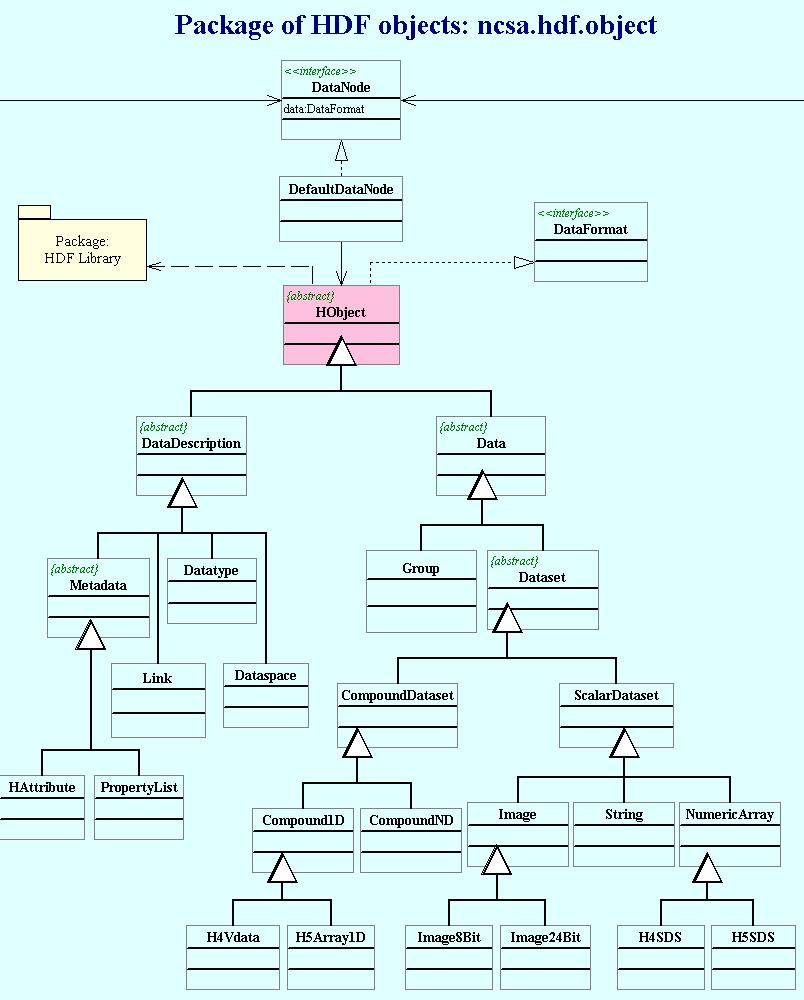 Package of HDF objects: ncsa.hdf.object
<<interface>>
DataNode
data:DataFormat
DefaultDataNode
Package:
HDF Library
<<interface>>
DataFormat
{abstract}
HObject
{abstract}
DataDescription
{abstract}
Data
{abstract}
Metadata
Datatype
Group
{abstract}
Dataset
Link
Dataspace
CompoundDataset
ScalarDataset
HAttribute
PropertyList
Compound1D
CompoundND
Image
String
NumericArray
H4Vdata
H5Array1D
Image8Bit
Image24Bit
H4SDS
H5SDS